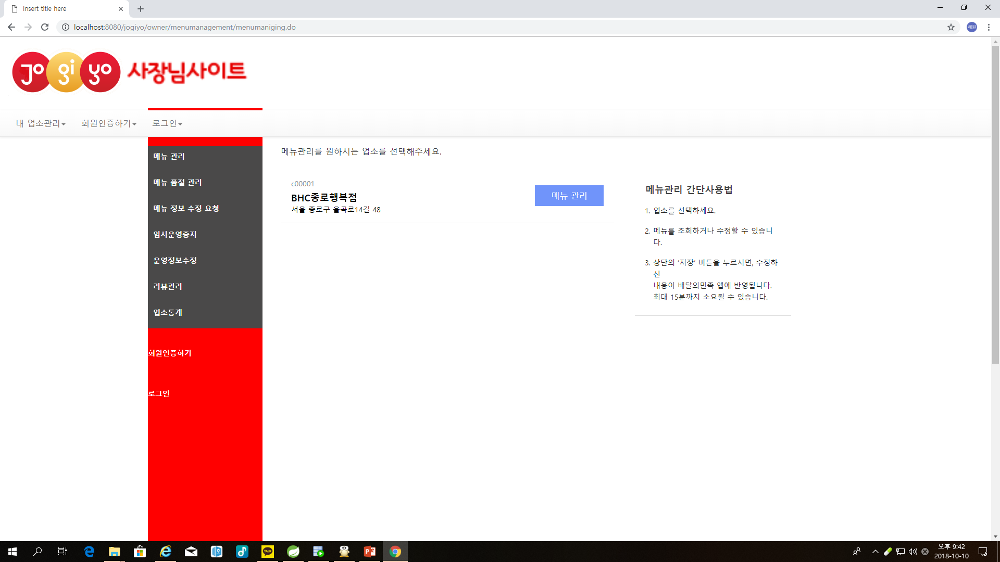 Insert title here
localhost:8080/jogiyo/owner/menumanagement/menumaniging.do
혜원
Jo gi yo 사장님사이트
내 업소관리 회원인증하기 로그인
메뉴 관리
메뉴 품절 관리
메뉴 정보 수정 요청
임시운영중지
운영정보수정
리뷰관리
업소통계
회원인증하기
로그인
메뉴관리를 원하시는 업소를 선택해주세요.
c00001
BHC종로행복점
서울 종로구 율곡로14길 48
메뉴 관리
메뉴관리 간단사용법
1. 업소를 선택하세요.
2. 메뉴를 조회하거나 수정할 수 있습니
다.
3. 상단의 '저장' 버튼을 누르시면, 수정하
신
내용이 배달의민족 앱에 반영됩니다.
최대 15분까지 소요될 수 있습니다.
TALK
오후 9:42
2018-10-10